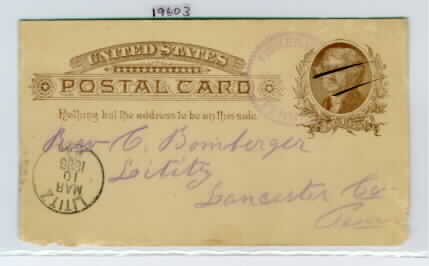 19603
UNITED STATES
POSTAL CARD
Nothing but the address to be on this side.
Rev C. Bomberger
Lititz
Lancaster Co
Penn
LITITZ
MAR
10
1886